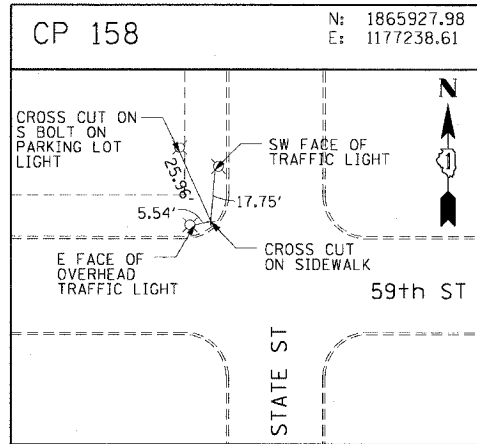 CP 158
N: 1865927.98
E: 1177238.61
N
1
CROSS CUT ON
S BOLT ON
PARKING LOT
LIGHT
SW FACE OF
TRAFFIC LIGHT
25.96'
17.75'
5.54'
E FACE OF
OVERHEAD
TRAFFIC LIGHT
CROSS CUT
ON SIDEWALK
59th ST
STATE ST